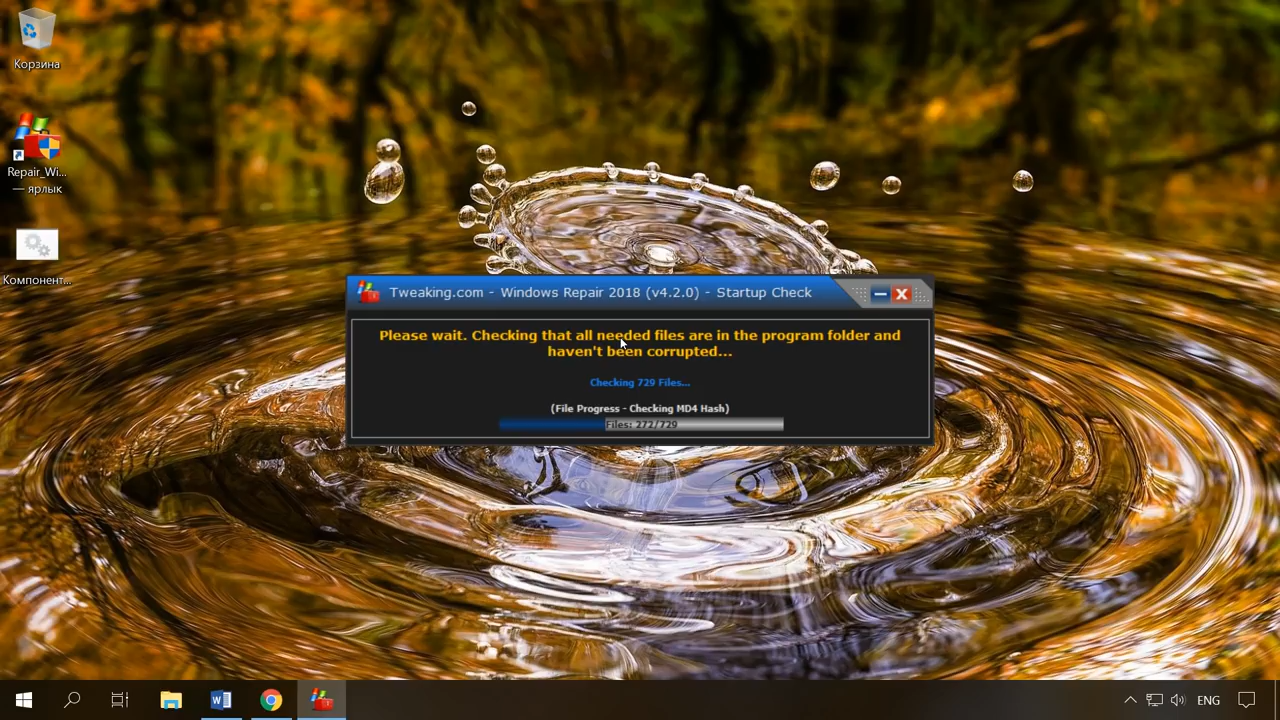 Корзина
Repair_Wi...
— ярлык
Компонент...
Tweaking.com - Windows Repair 2018 (v4.2.0) - Startup Check
Please wait. Checking that all needed files are in the program folder and
haven't been corrupted...
Checking 729 Files...
(File Progress - Checking MD4 Hash)
Files: 272/729
ENG